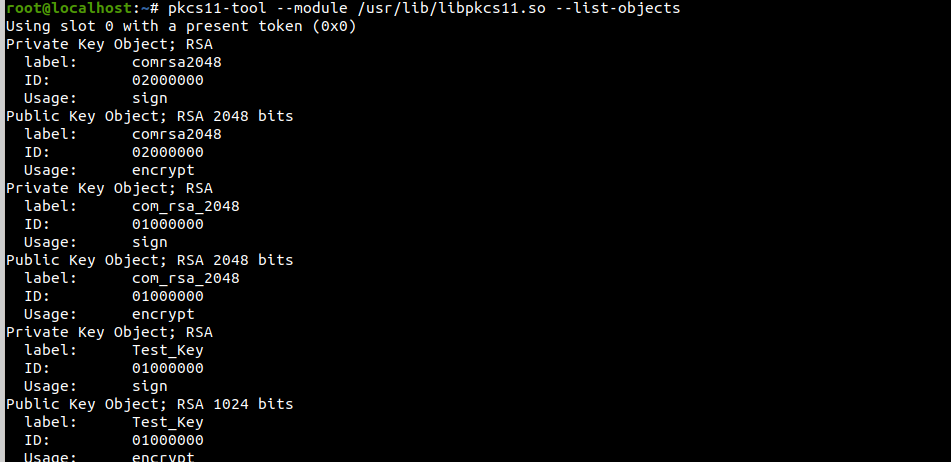 root@localhost:~# pkcs11-tool --module /usr/lib/libpkcs11.so --list-objects
Using slot 0 with a present token (0x0)
Private Key Object; RSA
  label:      comrsa2048
  ID:         02000000
  Usage:      sign
Public Key Object; RSA 2048 bits
  label:      comrsa2048
  ID:         02000000
  Usage:      encrypt
Private Key Object; RSA
  label:      com_rsa_2048
  ID:         01000000
  Usage:      sign
Public Key Object; RSA 2048 bits
  label:      com_rsa_2048
  ID:         01000000
  Usage:      encrypt
Private Key Object; RSA
  label:      Test_Key
  ID:         01000000
  Usage:      sign
Public Key Object; RSA 1024 bits
  label:      Test_Key
  ID:         01000000
  Usage:      encrypt